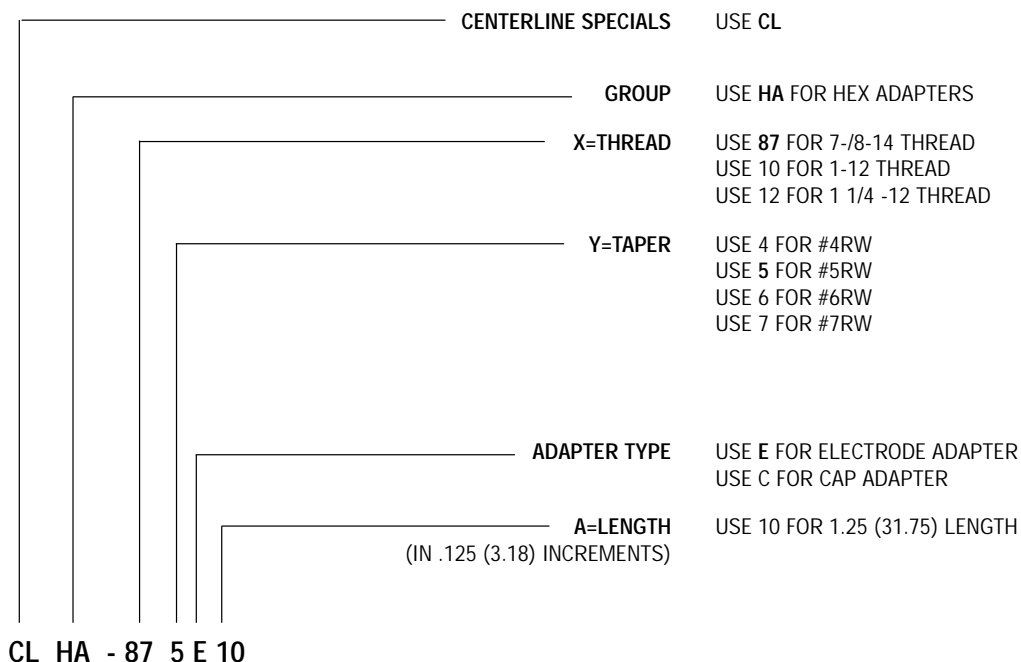 CENTERLINE SPECIALS USE CL
GROUP USE HA FOR HEX ADAPTERS
X=THREAD USE 87 FOR 7-/8-14 THREAD
USE 10 FOR 1-12 THREAD
USE 12 FOR 1 1/4 -12 THREAD
Y=TAPER USE 4 FOR #4RW
USE 5 FOR #5RW
USE 6 FOR #6RW
USE 7 FOR #7RW
ADAPTER TYPE USE E FOR ELECTRODE ADAPTER
USE C FOR CAP ADAPTER
A=LENGTH USE 10 FOR 1.25 (31.75) LENGTH
(IN .125 (3.18) INCREMENTS)
CL HA - 87 5 E 10